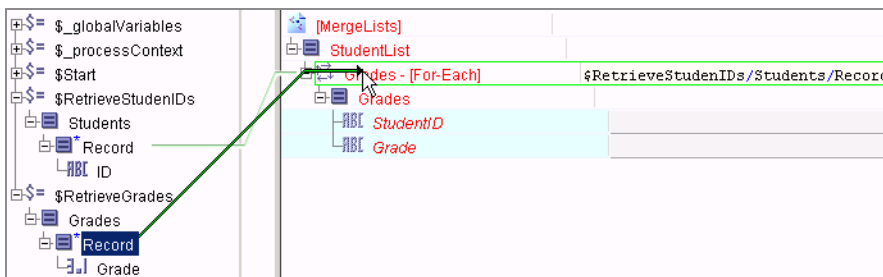 $_globalVariables
$_processContext
$Start
$RetrieveStudenIDs
Students
Record
ID
$RetrieveGrades
Grades
Record
Grade
[MergeLists]
StudentList
Grades - [For-Each] $RetrieveStudenIDs/Students/Record
Grades
StudentID
Grade